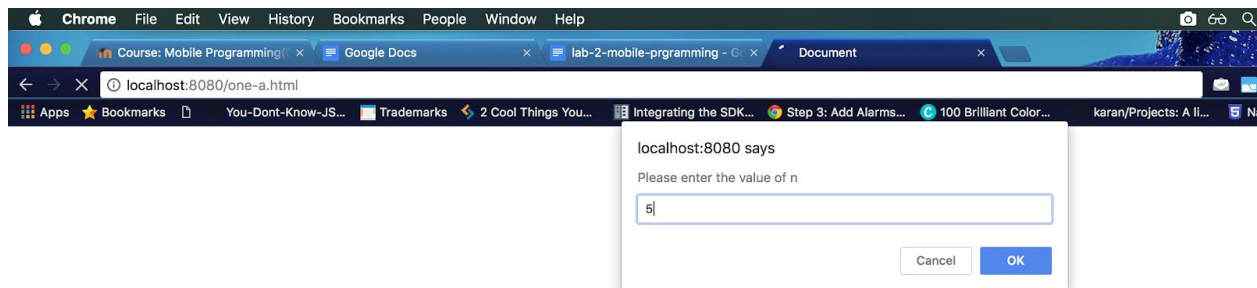 Chrome File Edit View History Bookmarks People Window Help
Course: Mobile Programming( Google Docs lab-2-mobile-prgramming - Go Document
localhost:8080/one-a.html
Apps Bookmarks You-Dont-Know-JS... Trademarks 2 Cool Things You... Integrating the SDK... Step 3: Add Alarms... 100 Brilliant Color... karan/Projects: A li...
localhost:8080 says
Please enter the value of n
5
Cancel OK